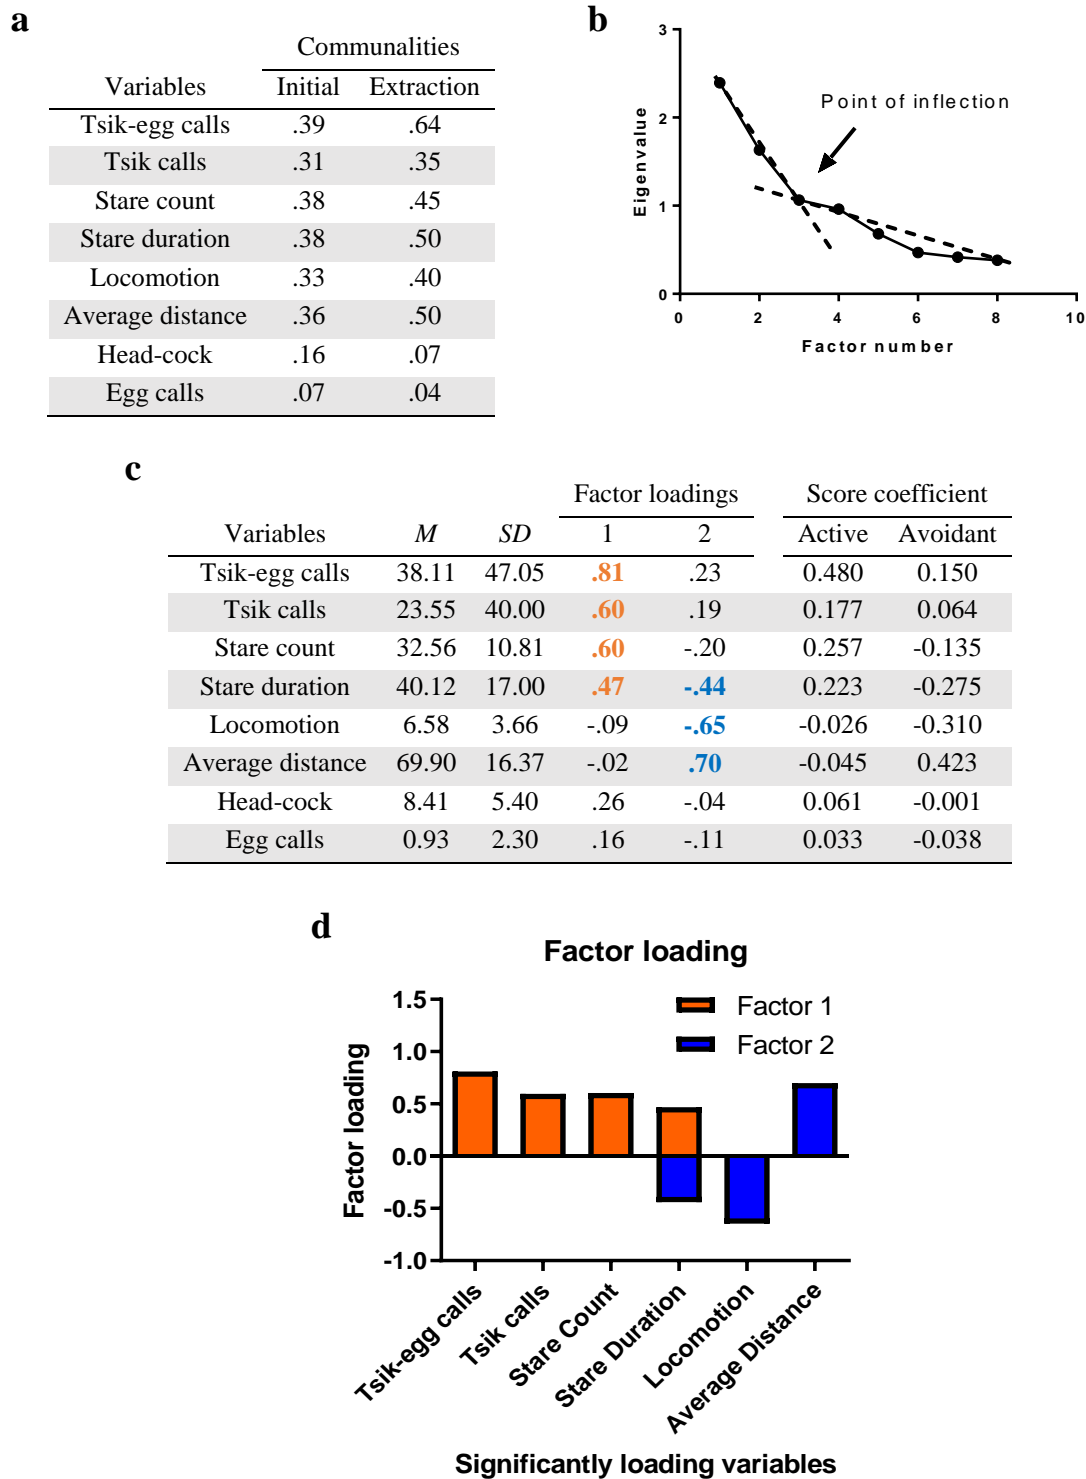 a
Communalities
Variables Initial Extraction
Tsik-egg calls .39 .64
Tsik calls .31 .35
Stare count .38 .45
Stare duration .38 .50
Locomotion .33 .40
Average distance .36 .50
Head-cock .16 .07
Egg calls .07 .04
b
3
2
1
0
Eigenvalue
Point of inflection
0 2 4 6 8 10
Factor number
c
Factor loadings Score coefficient
Variables M SD 1 2 Active Avoidant
Tsik-egg calls 38.11 47.05 .81 .23 0.480 0.150
Tsik calls 23.55 40.00 .60 .19 0.177 0.064
Stare count 32.56 10.81 .60 -.20 0.257 -0.135
Stare duration 40.12 17.00 .47 -.44 0.223 -0.275
Locomotion 6.58 3.66 -.09 -.65 -0.026 -0.310
Average distance 69.90 16.37 -.02 .70 -0.045 0.423
Head-cock 8.41 5.40 .26 -.04 0.061 -0.001
Egg calls 0.93 2.30 .16 -.11 0.033 -0.038
d
Factor loading
1.5
1.0
0.5
0.0
-0.5
-1.0
Factor loading
Factor 1
Factor 2
Tsik-egg calls
Tsik calls
Stare Count
Stare Duration
Locomotion
Average Distance
Significantly loading variables